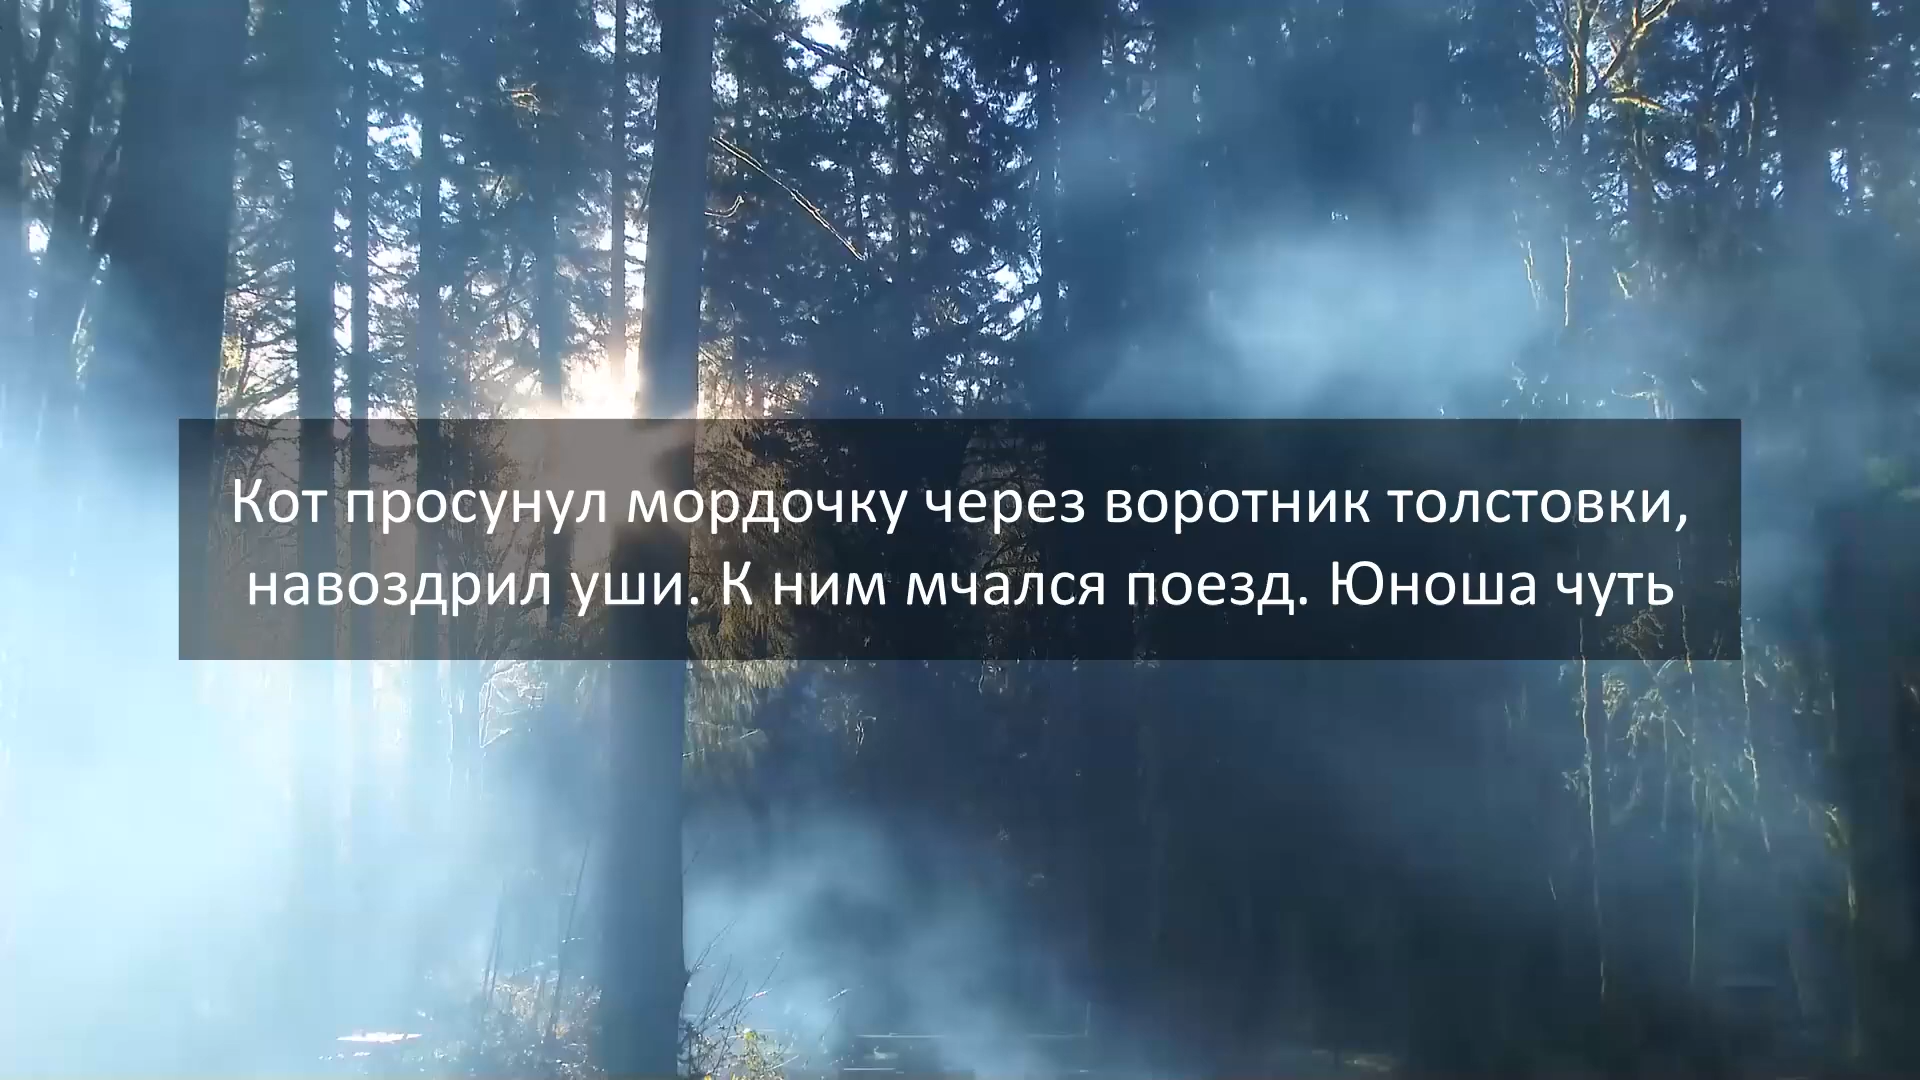 Кот просунул мордочку через воротник толстовки,
навоздрил уши. К ним мчался поезд. Юноша чуть